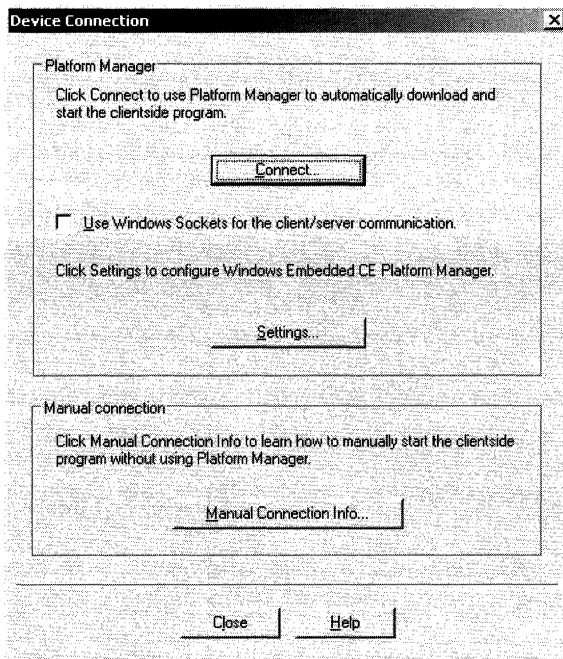 Device Connection
Platform Manager
Click Connect to use Platform Manager to automatically download and
start the clientside program.
Connect...
Use Windows Sockets for the client/server communication.
Click Settings to configure Windows Embedded CE Platform Manager.
Settings...
Manual connection
Click Manual Connection Info to learn how to manually start the clientside
program without using Platform Manager.
Manual Connection Info...
Close
Help